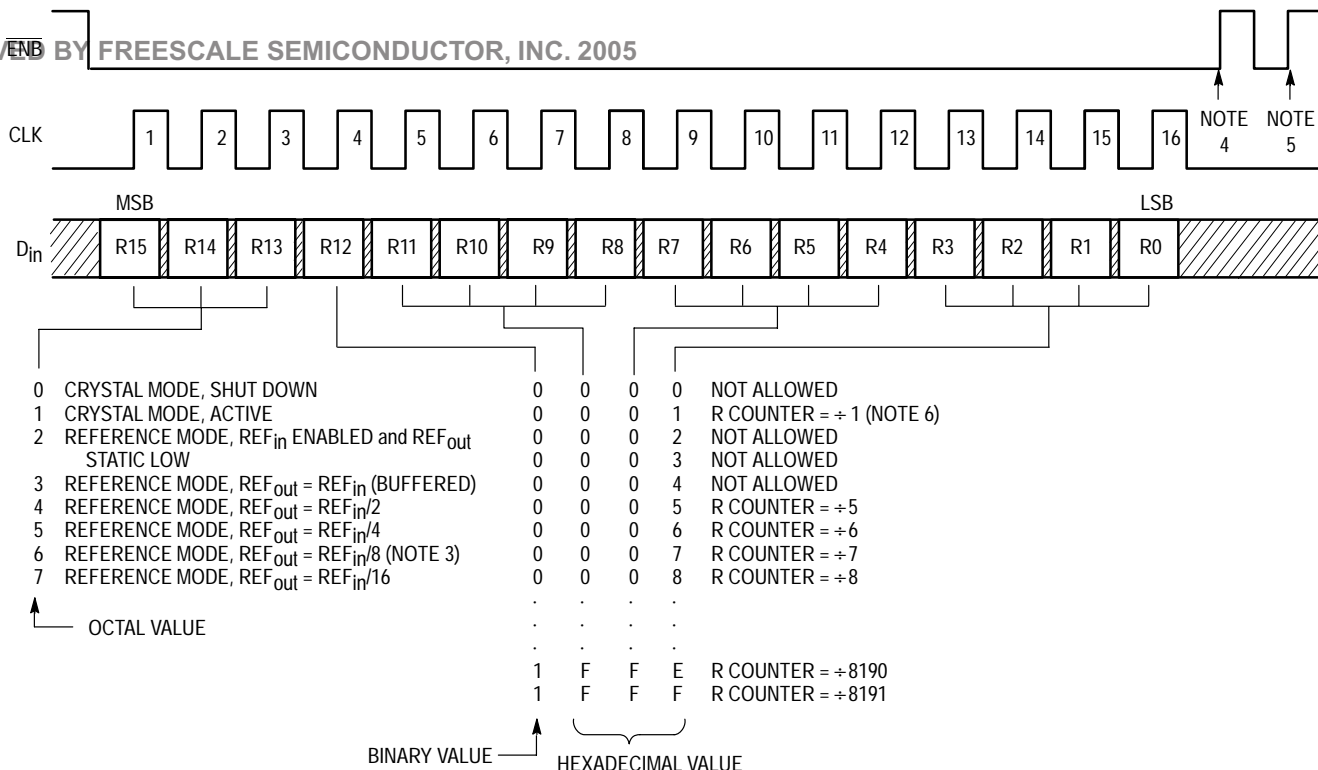 ENB
VED BY FREESCALE SEMICONDUCTOR, INC. 2005
CLK 1 2 3 4 5 6 7 8 9 10 11 12 13 14 15 16
NOTE 4
NOTE 5
MSB LSB
Din R15 R14 R13 R12 R11 R10 R9 R8 R7 R6 R5 R4 R3 R2 R1 R0
0 CRYSTAL MODE, SHUT DOWN
1 CRYSTAL MODE, ACTIVE
2 REFERENCE MODE, REFin ENABLED and REFout
STATIC LOW
3 REFERENCE MODE, REFout = REFin (BUFFERED)
4 REFERENCE MODE, REFout = REFin/2
5 REFERENCE MODE, REFout = REFin/4
6 REFERENCE MODE, REFout = REFin/8 (NOTE 3)
7 REFERENCE MODE, REFout = REFin/16
OCTAL VALUE
0 0 0 0 NOT ALLOWED
0 0 0 1 R COUNTER = ÷ 1 (NOTE 6)
0 0 0 2 NOT ALLOWED
0 0 0 3 NOT ALLOWED
0 0 0 4 NOT ALLOWED
0 0 0 5 R COUNTER = ÷5
0 0 0 6 R COUNTER = ÷6
0 0 0 7 R COUNTER = ÷7
0 0 0 8 R COUNTER = ÷8
. . . .
. . . .
. . . .
1 F F E R COUNTER = ÷8190
1 F F F R COUNTER = ÷8191
BINARY VALUE
HEXADECIMAL VALUE